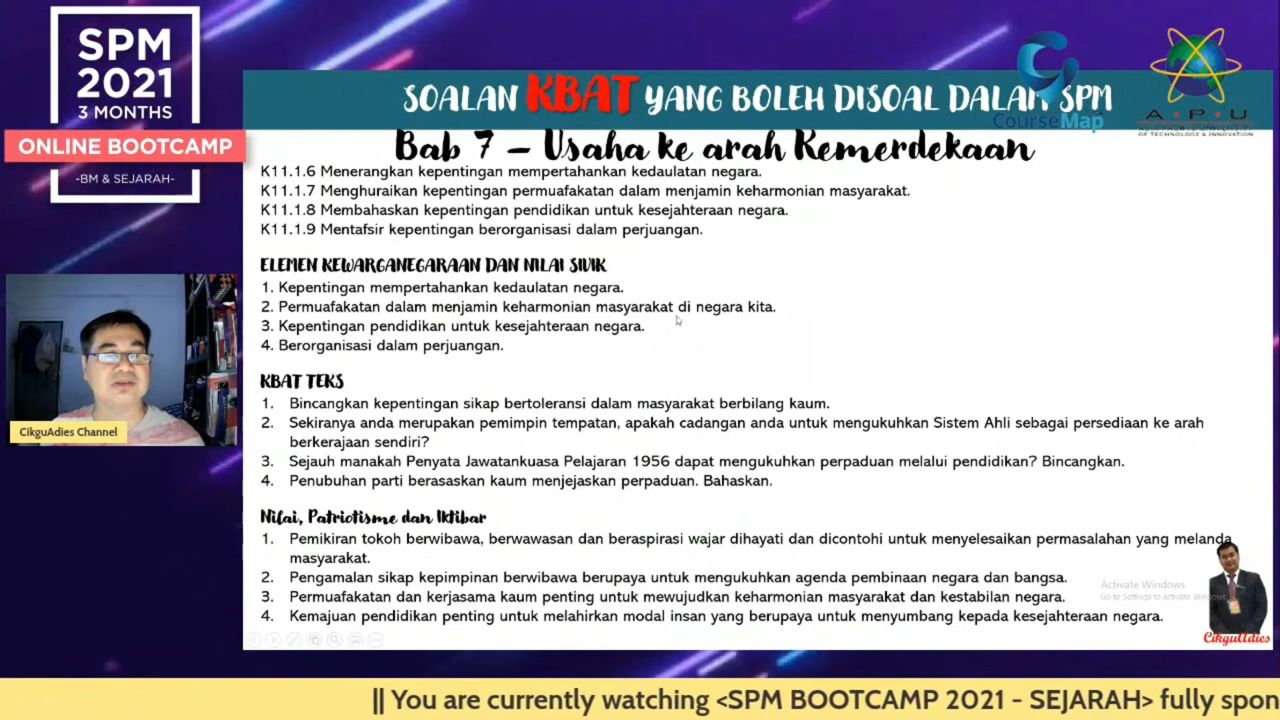 SPM
2021
3 MONTHS
ONLINE BOOTCAMP
-BM & SEJARAH-
SOALAN KBAT YANG BOLEH DISOAL DALAM SPM
CourseMap
A·P·U
OF TECHNOLOGY & INNOVATION
Bab 7 – Usaha ke arah Kemerdekaan
K11.1.6 Menerangkan kepentingan mempertahankan kedaulatan negara.
K11.1.7 Menghuraikan kepentingan permuafakatan dalam menjamin keharmonian masyarakat.
K11.1.8 Membahaskan kepentingan pendidikan untuk kesejahteraan negara.
K11.1.9 Mentafsir kepentingan berorganisasi dalam perjuangan.
ELEMEN KEWARGANEGARAAN DAN NILAI SIVIK
1. Kepentingan mempertahankan kedaulatan negara.
2. Permuafakatan dalam menjamin keharmonian masyarakat di negara kita.
3. Kepentingan pendidikan untuk kesejahteraan negara.
4. Berorganisasi dalam perjuangan.
KBAT TEKS
1. Bincangkan kepentingan sikap bertoleransi dalam masyarakat berbilang kaum.
2. Sekiranya anda merupakan pemimpin tempatan, apakah cadangan anda untuk mengukuhkan Sistem Ahli sebagai persediaan ke arah
berkerajaan sendiri?
3. Sejauh manakah Penyata Jawatankuasa Pelajaran 1956 dapat mengukuhkan perpaduan melalui pendidikan? Bincangkan.
4. Penubuhan parti berasaskan kaum menjejaskan perpaduan. Bahaskan.
Nilai, Patriotisme dan Iktibar
1. Pemikiran tokoh berwibawa, berwawasan dan beraspirasi wajar dihayati dan dicontohi untuk menyelesaikan permasalahan yang melanda
masyarakat.
2. Pengamalan sikap kepimpinan berwibawa berupaya untuk mengukuhkan agenda pembinaan negara dan bangsa.
3. Permuafakatan dan kerjasama kaum penting untuk mewujudkan keharmonian masyarakat dan kestabilan negara.
4. Kemajuan pendidikan penting untuk melahirkan modal insan yang berupaya untuk menyumbang kepada kesejahteraan negara.
Activate Windows
Go to Settings to activate Windows.
CikguAdies
CikguAdies Channel
|| You are currently watching <SPM BOOTCAMP 2021 - SEJARAH> fully spon